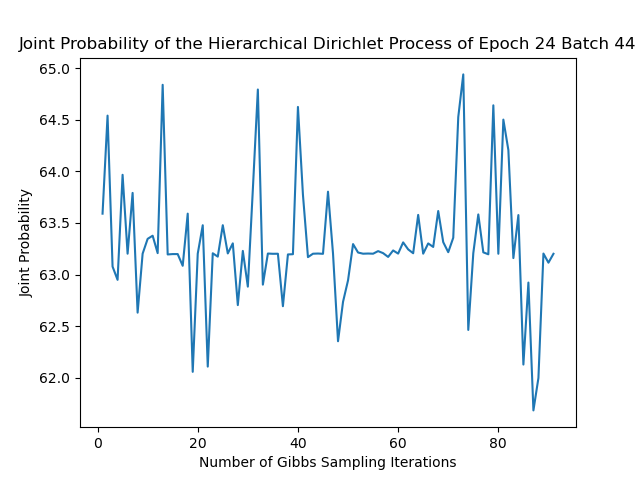 Joint Probability of the Hierarchical Dirichlet Process of Epoch 24 Batch 44
65.0
64.5
64.0
63.5
63.0
62.5
62.0
Joint Probability
0 20 40 60 80
Number of Gibbs Sampling Iterations